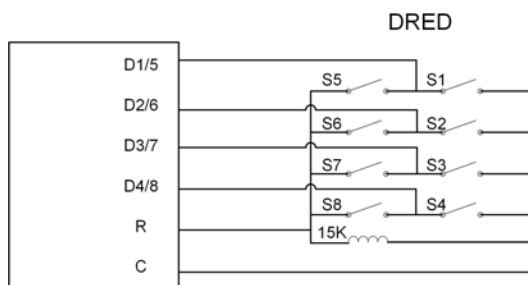 DRED
D1/5
S5 S1
D2/6
S6 S2
D3/7
S7 S3
D4/8
S8 S4
R
15K
C